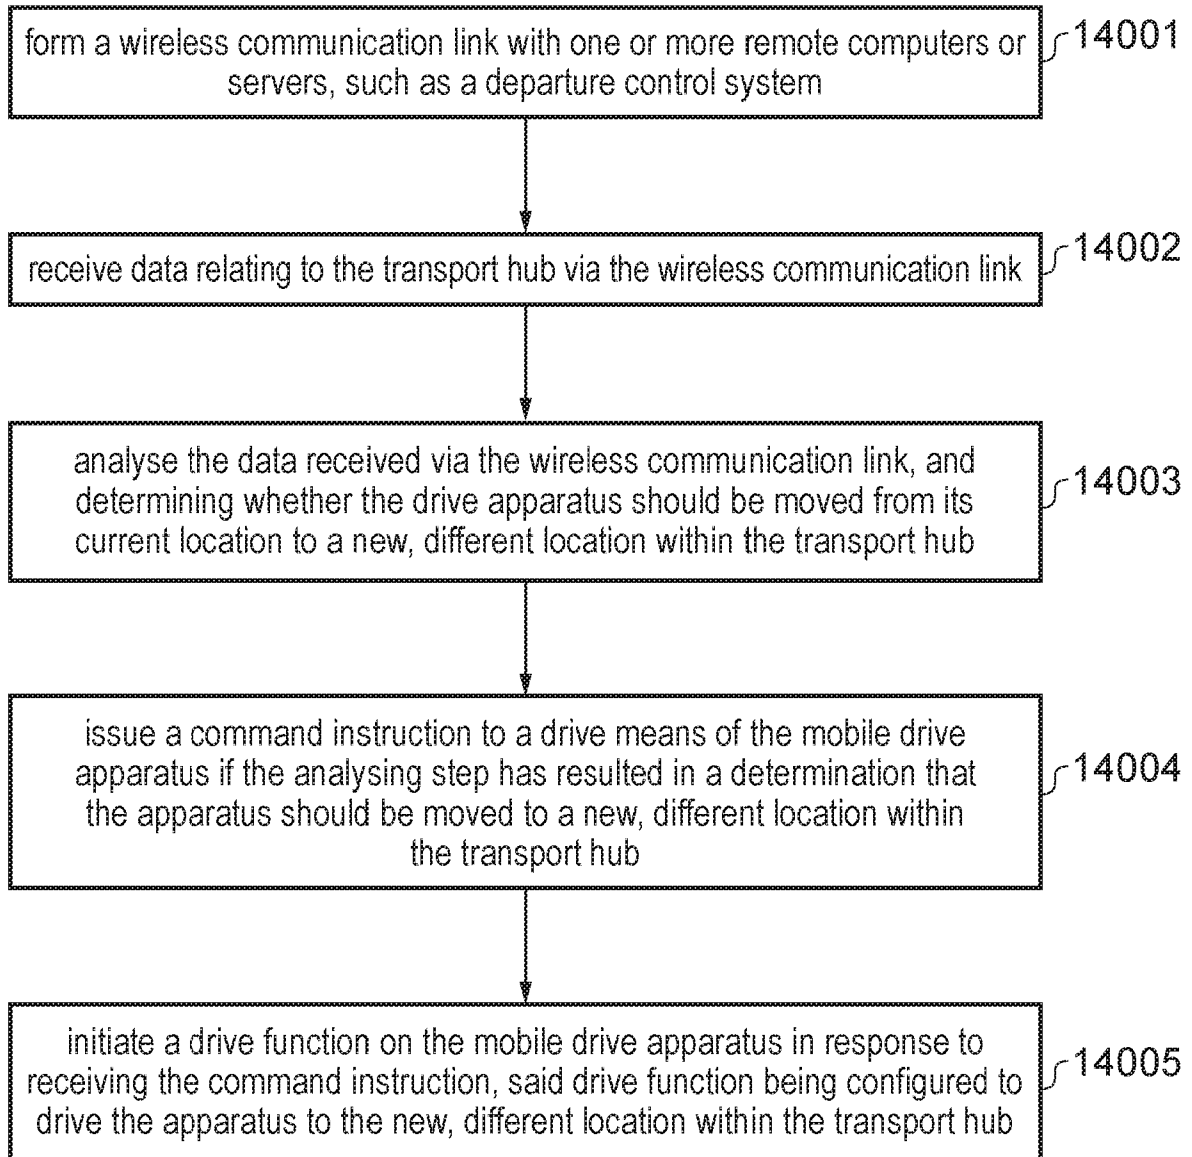 form a wireless communication link with one or more remote computers or
servers, such as a departure control system
14001
receive data relating to the transport hub via the wireless communication link
14002
analyse the data received via the wireless communication link, and
determining whether the drive apparatus should be moved from its
current location to a new, different location within the transport hub
14003
issue a command instruction to a drive means of the mobile drive
apparatus if the analysing step has resulted in a determination that
the apparatus should be moved to a new, different location within
the transport hub
14004
initiate a drive function on the mobile drive apparatus in response to
receiving the command instruction, said drive function being configured to
drive the apparatus to the new, different location within the transport hub
14005